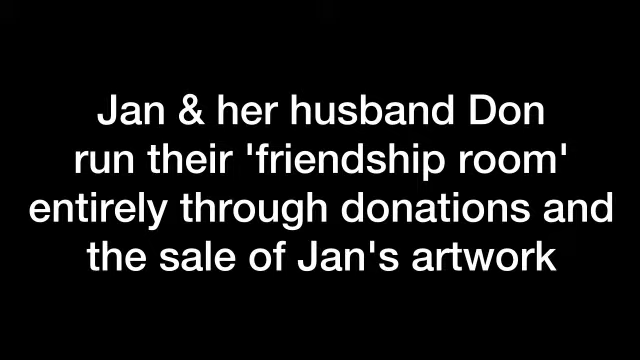 Jan & her husband Don
run their 'friendship room'
entirely through donations and
the sale of Jan's artwork